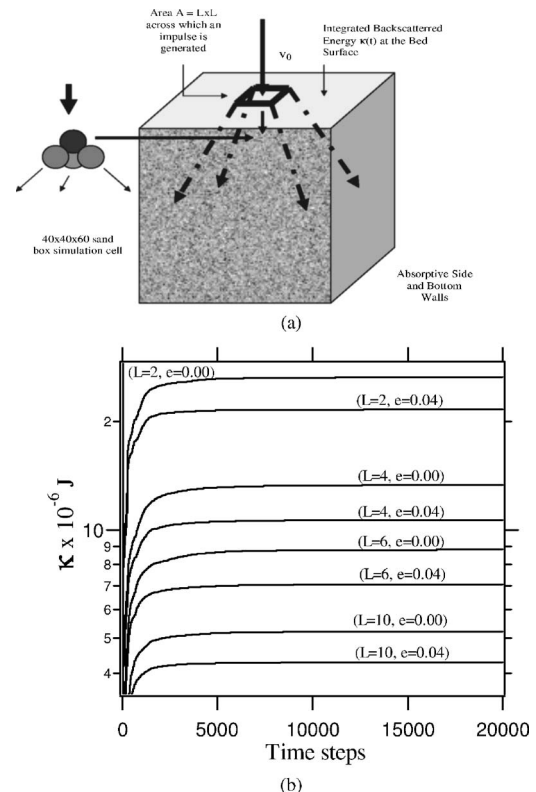 Area A = LxL
across which an
impulse is
generated
v0
Integrated Backscatterred
Energy κ(t) at the Bed
Surface
40x40x60 sand
box simulation cell
Absorptive Side
and Bottom
Walls
(a)
(L=2, e=0.00)
(L=2, e=0.04)
(L=4, e=0.00)
(L=4, e=0.04)
(L=6, e=0.00)
(L=6, e=0.04)
(L=10, e=0.00)
(L=10, e=0.04)
κ x 10-6 J
2
10
9
8
7
6
5
4
0 5000 10000 15000 20000
Time steps
(b)